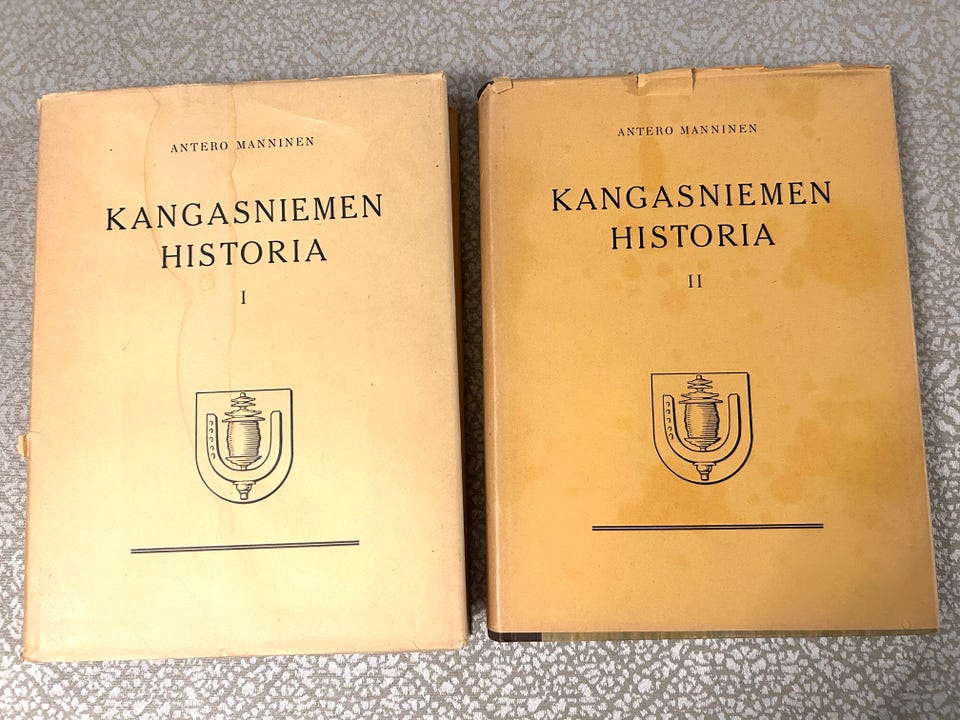 ANTERO MANNINEN
KANGASNIEMEN
HISTORIA
I
ANTERO MANNINEN
KANGASNIEMEN
HISTORIA
II